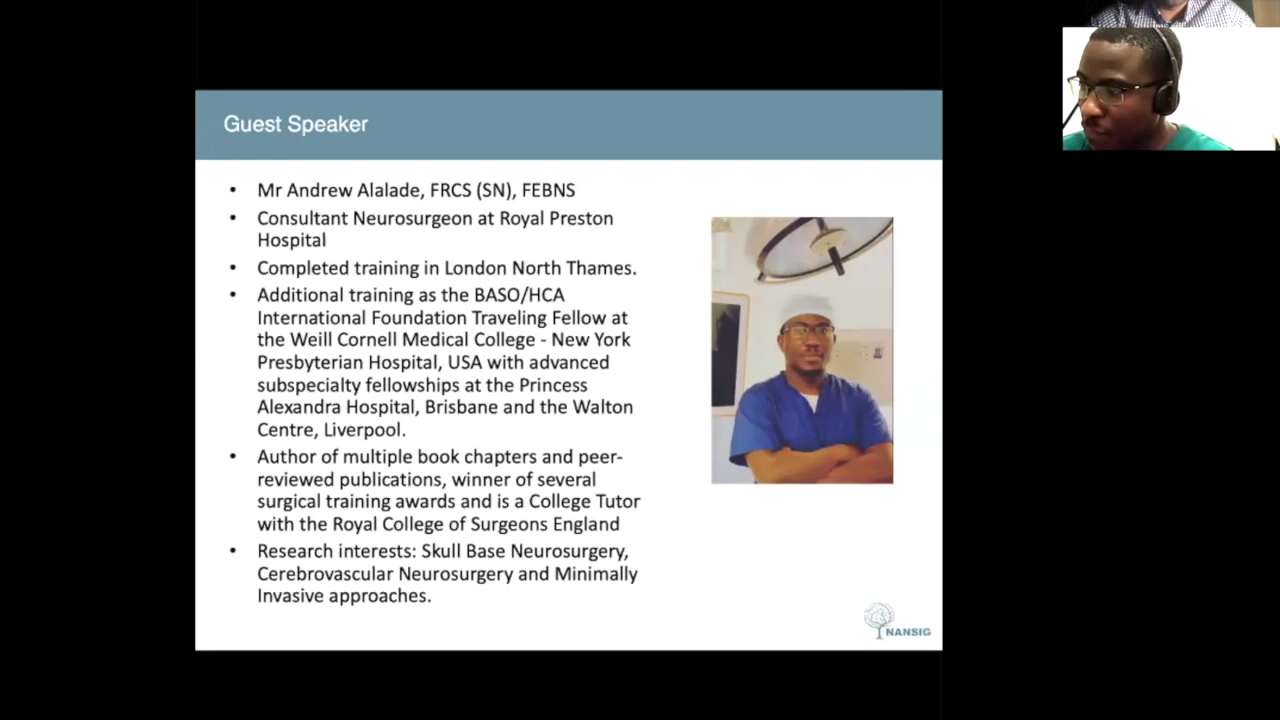 Guest Speaker
• Mr Andrew Alalade, FRCS (SN), FEBNS
• Consultant Neurosurgeon at Royal Preston
Hospital
• Completed training in London North Thames.
• Additional training as the BASO/HCA
International Foundation Traveling Fellow at
the Weill Cornell Medical College - New York
Presbyterian Hospital, USA with advanced
subspecialty fellowships at the Princess
Alexandra Hospital, Brisbane and the Walton
Centre, Liverpool.
• Author of multiple book chapters and peer-
reviewed publications, winner of several
surgical training awards and is a College Tutor
with the Royal College of Surgeons England
• Research interests: Skull Base Neurosurgery,
Cerebrovascular Neurosurgery and Minimally
Invasive approaches.
NANSIG